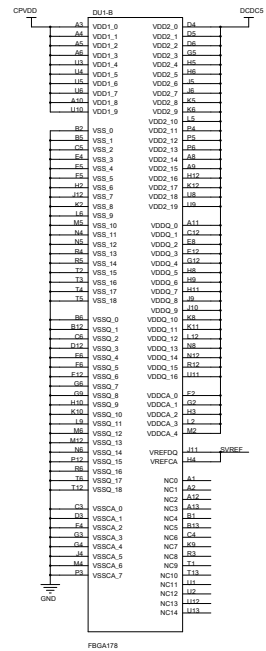 CPVDD DU1-B DCDC5
A3 VDD1_0 VDD2_0 D4
A4 VDD1_1 VDD2_1 D5
A5 VDD1_2 VDD2_2 D6
A6 VDD1_3 VDD2_3 G5
U3 VDD1_4 VDD2_4 H5
U4 VDD1_5 VDD2_5 H6
U5 VDD1_6 VDD2_6 J5
U6 VDD1_7 VDD2_7 J6
A10 VDD1_8 VDD2_8 K5
U10 VDD1_9 VDD2_9 K6
VDD2_10 L5
B2 VSS_0 VDD2_11 P4
B5 VSS_1 VDD2_12 P5
C5 VSS_2 VDD2_13 P6
E4 VSS_3 VDD2_14 A8
E5 VSS_4 VDD2_15 A9
F5 VSS_5 VDD2_16 H12
H2 VSS_6 VDD2_17 K12
J12 VSS_7 VDD2_18 U8
K2 VSS_8 VDD2_19 U9
L6 VSS_9
M5 VSS_10 VDDQ_0 A11
N4 VSS_11 VDDQ_1 C12
N5 VSS_12 VDDQ_2 E8
R4 VSS_13 VDDQ_3 E12
R5 VSS_14 VDDQ_4 G12
T2 VSS_15 VDDQ_5 H8
T3 VSS_16 VDDQ_6 H9
T4 VSS_17 VDDQ_7 H11
T5 VSS_18 VDDQ_8 J9
VDDQ_9 J10
B6 VSSQ_0 VDDQ_10 K8
B12 VSSQ_1 VDDQ_11 K11
C6 VSSQ_2 VDDQ_12 L12
D12 VSSQ_3 VDDQ_13 N8
E6 VSSQ_4 VDDQ_14 N12
F6 VSSQ_5 VDDQ_15 R12
F12 VSSQ_6 VDDQ_16 U11
G6 VSSQ_7
G9 VSSQ_8 VDDCA_0 F2
H10 VSSQ_9 VDDCA_1 G2
K10 VSSQ_10 VDDCA_2 H3
L9 VSSQ_11 VDDCA_3 L2
M6 VSSQ_12 VDDCA_4 M2
M12 VSSQ_13
N6 VSSQ_14 VREFDQ J11 SVREF
P12 VSSQ_15 VREFCA H4
R6 VSSQ_16
T6 VSSQ_17 NC0 A1
T12 VSSQ_18 NC1 A2
NC2 A12
C3 VSSCA_0 NC3 A13
D3 VSSCA_1 NC4 B1
F4 VSSCA_2 NC5 B13
G3 VSSCA_3 NC6 C4
G4 VSSCA_4 NC7 K9
J4 VSSCA_5 NC8 R3
M4 VSSCA_6 NC9 T1
P3 VSSCA_7 NC10 T13
NC11 U1
GND NC12 U2
NC13 U12
NC14 U13
FBGA178